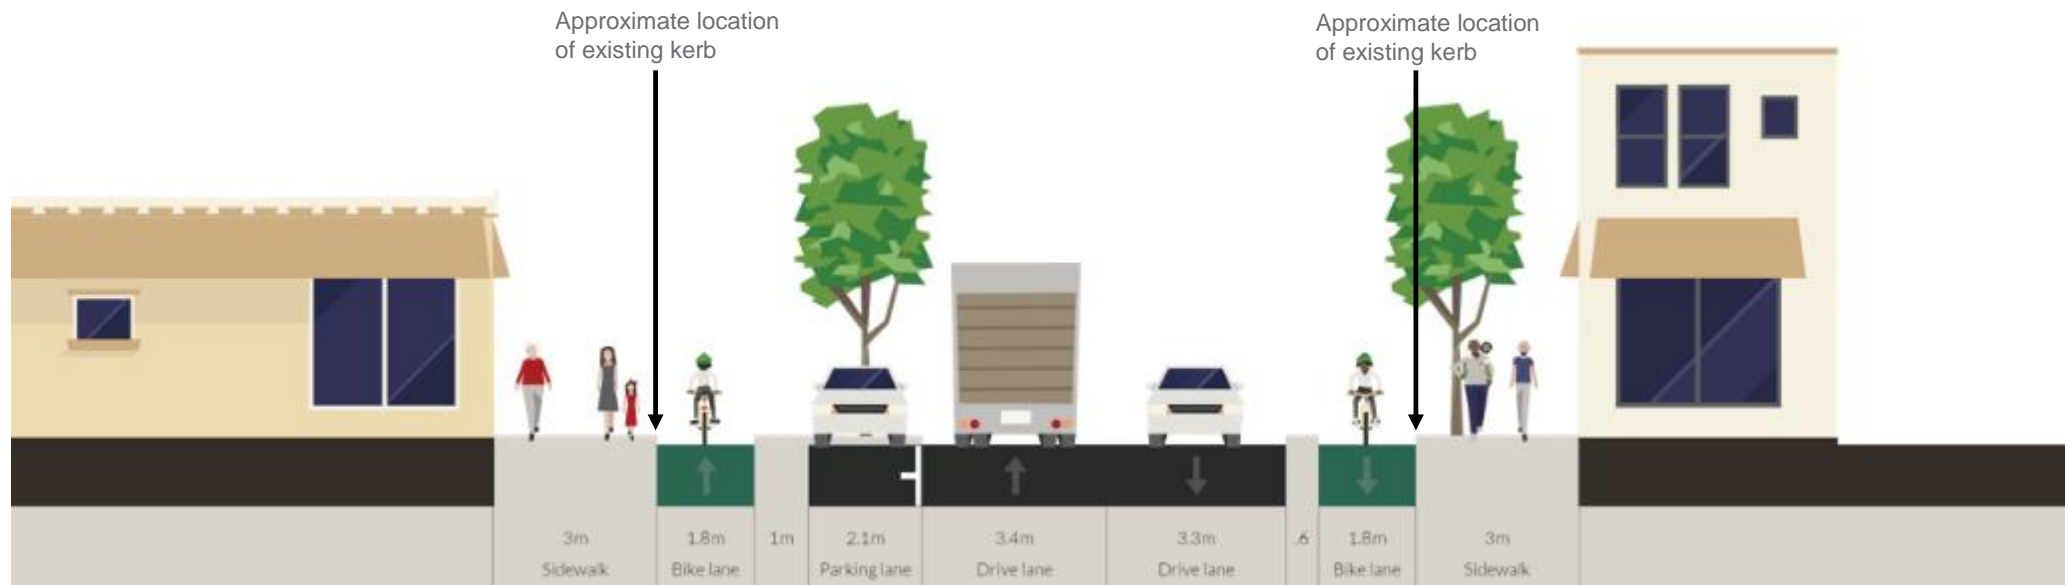 Approximate location
of existing kerb
Approximate location
of existing kerb
3m
Sidewalk
1.8m
Bike lane
1m
2.1m
Parking lane
3.4m
Drive lane
3.3m
Drive lane
.6
1.8m
Bike lane
3m
Sidewalk